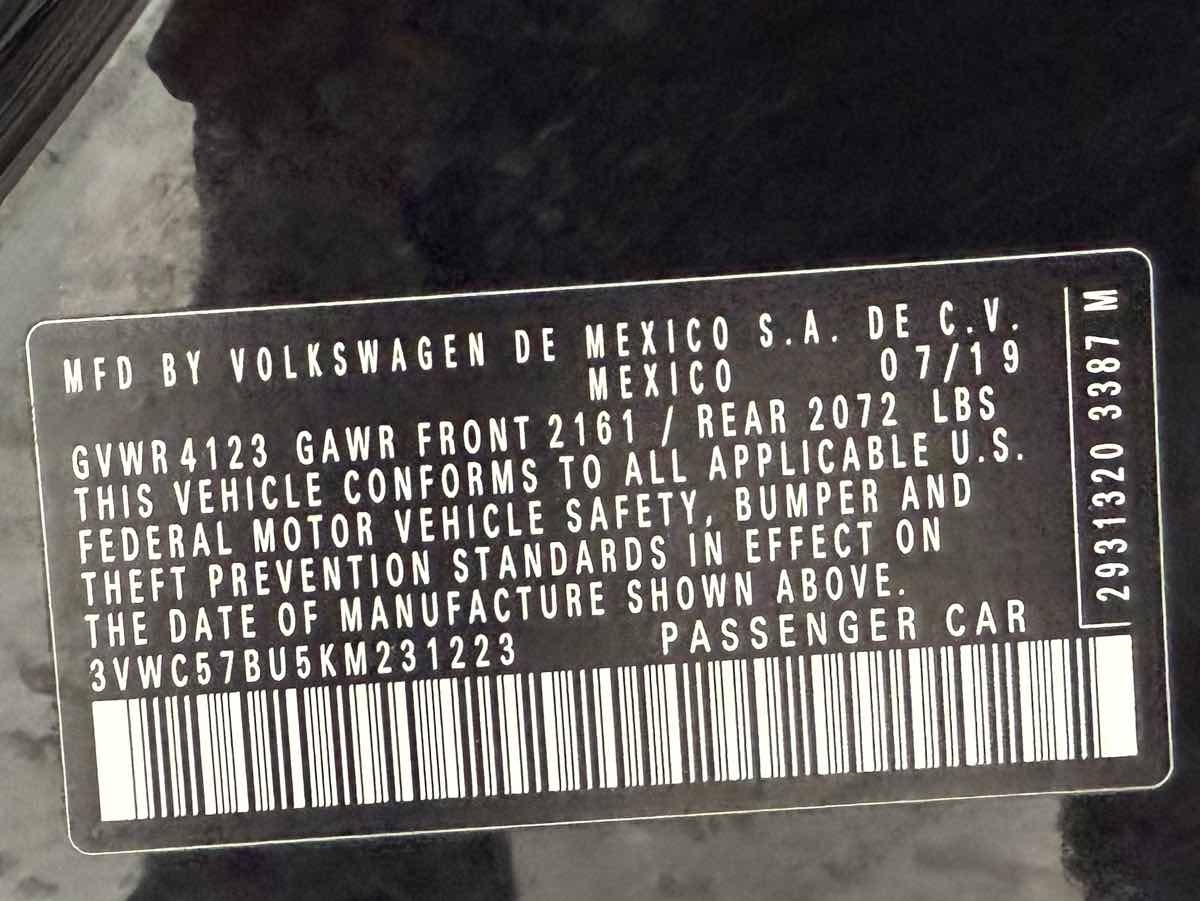 MFD BY VOLKSWAGEN DE MEXICO S.A. DE C.V.
MEXICO 07/19
GVWR 4123 GAWR FRONT 2161 / REAR 2072 LBS
THIS VEHICLE CONFORMS TO ALL APPLICABLE U.S.
FEDERAL MOTOR VEHICLE SAFETY, BUMPER AND
THEFT PREVENTION STANDARDS IN EFFECT ON
THE DATE OF MANUFACTURE SHOWN ABOVE.
3VWC57BU5KM231223 PASSENGER CAR
2931320 3387 M